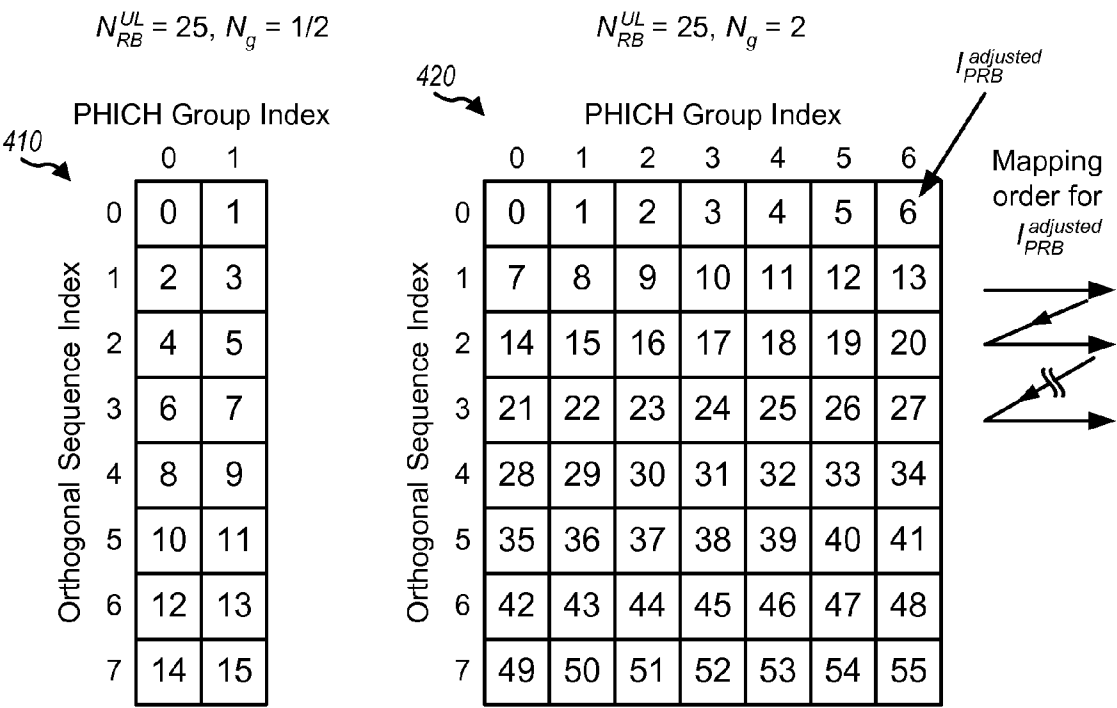 N_RB^UL = 25, N_g = 1/2
410
PHICH Group Index
0 1
Orthogonal Sequence Index
0 0 1
1 2 3
2 4 5
3 6 7
4 8 9
5 10 11
6 12 13
7 14 15
N_RB^UL = 25, N_g = 2
420
PHICH Group Index
I_PRB^adjusted
0 1 2 3 4 5 6
Orthogonal Sequence Index
0 0 1 2 3 4 5 6
1 7 8 9 10 11 12 13
2 14 15 16 17 18 19 20
3 21 22 23 24 25 26 27
4 28 29 30 31 32 33 34
5 35 36 37 38 39 40 41
6 42 43 44 45 46 47 48
7 49 50 51 52 53 54 55
Mapping
order for
I_PRB^adjusted